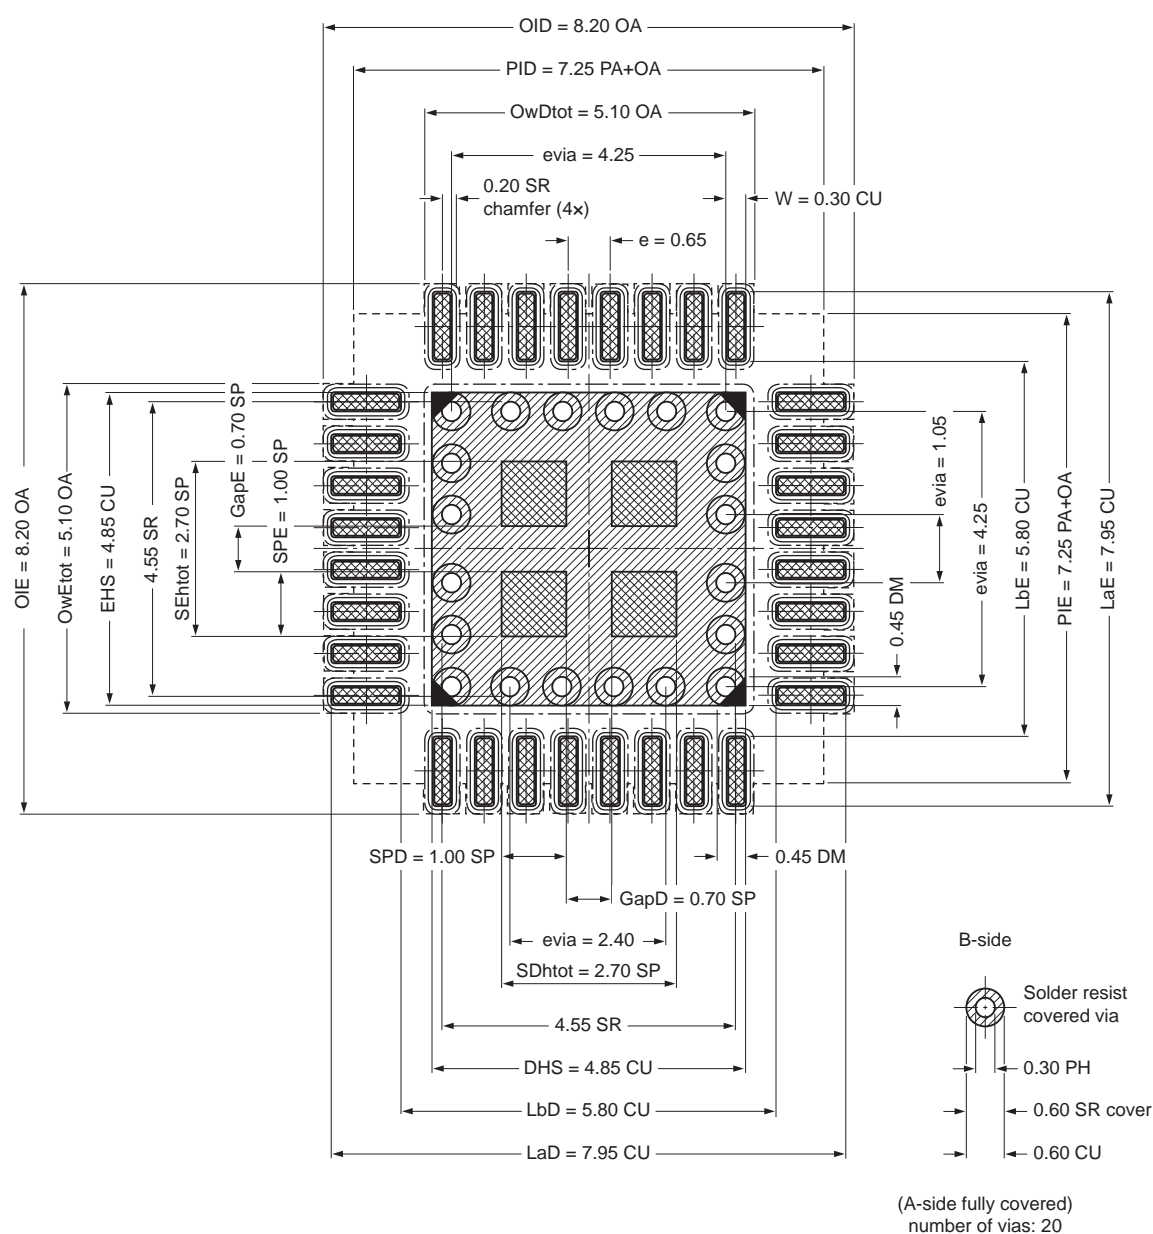 OID = 8.20 OA
PID = 7.25 PA+OA
OwDtot = 5.10 OA
evia = 4.25
0.20 SR
chamfer (4×)
W = 0.30 CU
e = 0.65
OIE = 8.20 OA
OwEtot = 5.10 OA
EHS = 4.85 CU
4.55 SR
SEhtot = 2.70 SP
GapE = 0.70 SP
SPE = 1.00 SP
evia = 1.05
0.45 DM
evia = 4.25
LbE = 5.80 CU
PIE = 7.25 PA+OA
LaE = 7.95 CU
SPD = 1.00 SP
0.45 DM
GapD = 0.70 SP
evia = 2.40
SDhtot = 2.70 SP
4.55 SR
DHS = 4.85 CU
LbD = 5.80 CU
LaD = 7.95 CU
B-side
Solder resist
covered via
0.30 PH
0.60 SR cover
0.60 CU
(A-side fully covered)
number of vias: 20